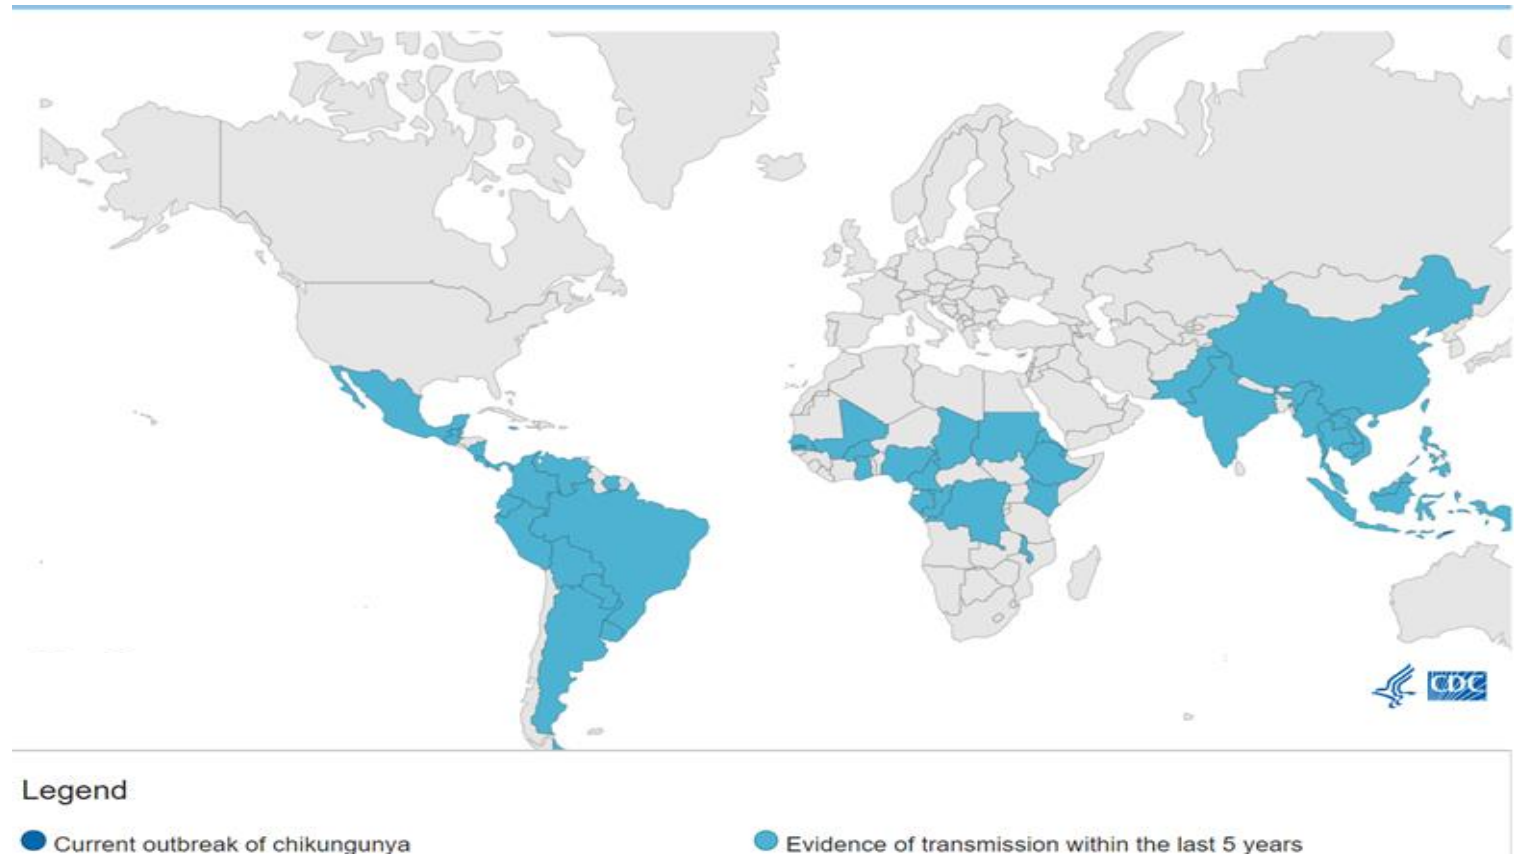 CDC
Legend
Current outbreak of chikungunya
Evidence of transmission within the last 5 years